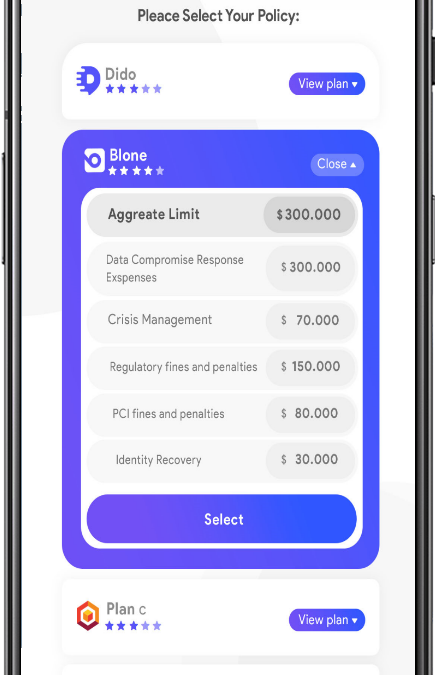 Pleace Select Your Policy:
Dido
View plan ▾
Blone
Close ▴
Aggreate Limit
$300.000
Data Compromise Response
Exspenses
$300.000
Crisis Management
$ 70.000
Regulatory fines and penalties
$ 150.000
PCI fines and penalties
$ 80.000
Identity Recovery
$ 30.000
Select
Plan c
View plan ▾